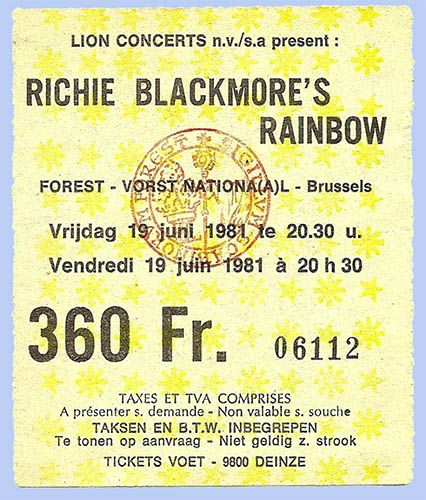 LION CONCERTS n.v./s.a present :
RICHIE BLACKMORE'S
RAINBOW
FOREST - VORST NATIONA(A)L - Brussels
Vrijdag 19 juni 1981 te 20.30 u.
Vendredi 19 juin 1981 à 20 h 30
360 Fr. 06112
TAXES ET TVA COMPRISES
A présenter s. demande - Non valable s. souche
TAKSEN EN B.T.W. INBEGREPEN
Te tonen op aanvraag - Niet geldig z. strook
TICKETS VOET - 9800 DEINZE